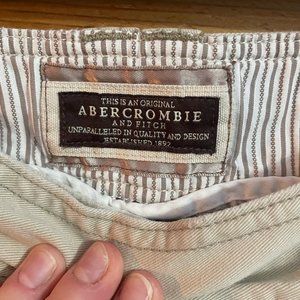 THIS IS AN ORIGINAL
ABERCROMBIE
AND FITCH
UNPARALLELED IN QUALITY AND DESIGN
ESTABLISHED 1892